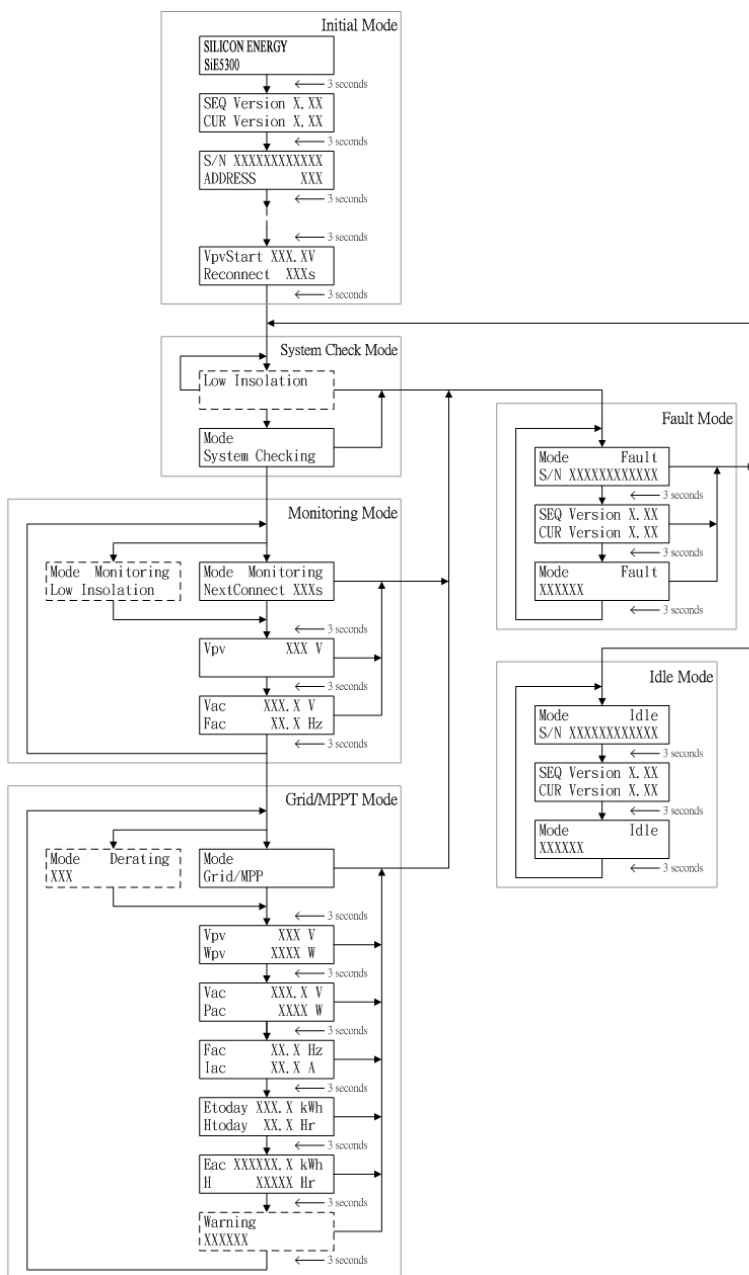 Initial Mode
SILICON ENERGY
SiE5300
3 seconds
SEQ Version X.XX
CUR Version X.XX
3 seconds
S/N XXXXXXXXXXXX
ADDRESS XXX
3 seconds
3 seconds
VpvStart XXX.XV
Reconnect XXXs
3 seconds
System Check Mode
Low Insolation
Mode
System Checking
Monitoring Mode
Mode Monitoring
Low Insolation
Mode Monitoring
NextConnect XXXs
3 seconds
Vpv XXX V
3 seconds
Vac XXX.X V
Fac XX.X Hz
3 seconds
Grid/MPPT Mode
Mode Derating
XXX
Mode
Grid/MPP
3 seconds
Vpv XXX V
Wpv XXXX W
3 seconds
Vac XXX.X V
Pac XXXX W
3 seconds
Fac XX.X Hz
Iac XX.X A
3 seconds
Etoday XXX.X kWh
Htoday XX.X Hr
3 seconds
Eac XXXXXX.X kWh
H XXXXX Hr
3 seconds
Warning
XXXXXX
3 seconds
Fault Mode
Mode Fault
S/N XXXXXXXXXXXX
3 seconds
SEQ Version X.XX
CUR Version X.XX
3 seconds
Mode Fault
XXXXXX
3 seconds
Idle Mode
Mode Idle
S/N XXXXXXXXXXXX
3 seconds
SEQ Version X.XX
CUR Version X.XX
3 seconds
Mode Idle
XXXXXX
3 seconds